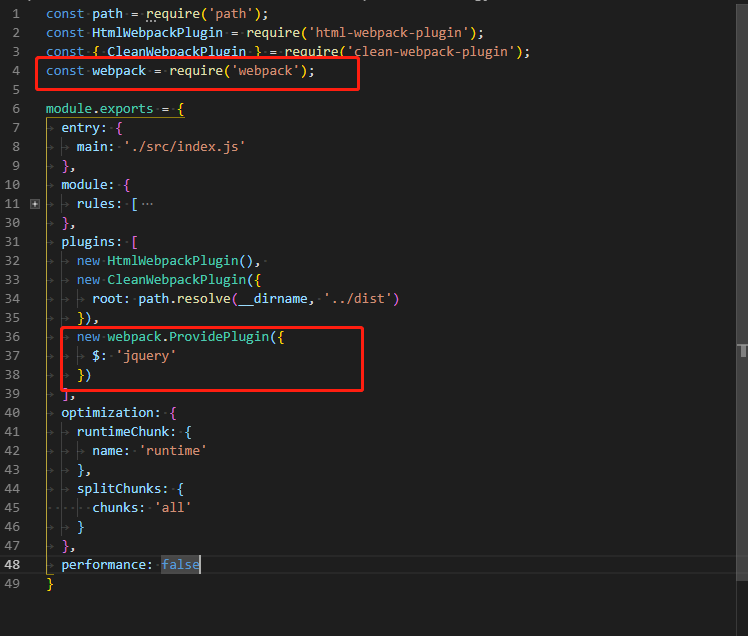 1 const path = require('path');
2 const HtmlWebpackPlugin = require('html-webpack-plugin');
3 const { CleanWebpackPlugin } = require('clean-webpack-plugin');
4 const webpack = require('webpack');
5
6 module.exports = {
7 entry: {
8 main: './src/index.js'
9 },
10 module: {
11 rules: [ ⋯
30 },
31 plugins: [
32 new HtmlWebpackPlugin(),
33 new CleanWebpackPlugin({
34 root: path.resolve(__dirname, '../dist')
35 }),
36 new webpack.ProvidePlugin({
37 $: 'jquery'
38 })
39 ],
40 optimization: {
41 runtimeChunk: {
42 name: 'runtime'
43 },
44 splitChunks: {
45 chunks: 'all'
46 }
47 },
48 performance: false
49 }